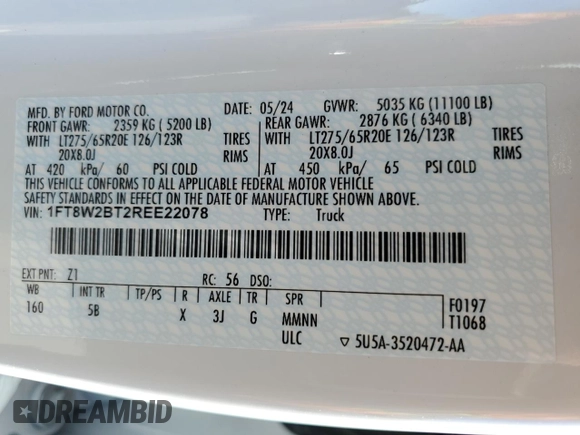 MFD. BY FORD MOTOR CO. DATE: 05/24 GVWR: 5035 KG (11100 LB)
FRONT GAWR: 2359 KG ( 5200 LB) REAR GAWR: 2876 KG ( 6340 LB)
WITH LT275/65R20E 126/123R TIRES WITH LT275/65R20E 126/123R TIRES
20X8.0J RIMS 20X8.0J RIMS
AT 420 kPa/ 60 PSI COLD AT 450 kPa/ 65 PSI COLD
THIS VEHICLE CONFORMS TO ALL APPLICABLE FEDERAL MOTOR VEHICLE
SAFETY STANDARDS IN EFFECT ON THE DATE OF MANUFACTURE SHOWN ABOVE.
VIN: 1FT8W2BT2REE22078 TYPE: Truck
EXT PNT: Z1 RC: 56 DSO:
WB INT TR TP/PS R AXLE TR SPR F0197
160 5B X 3J G MMNN T1068
ULC ▽ 5U5A-3520472-AA
DREAMBID